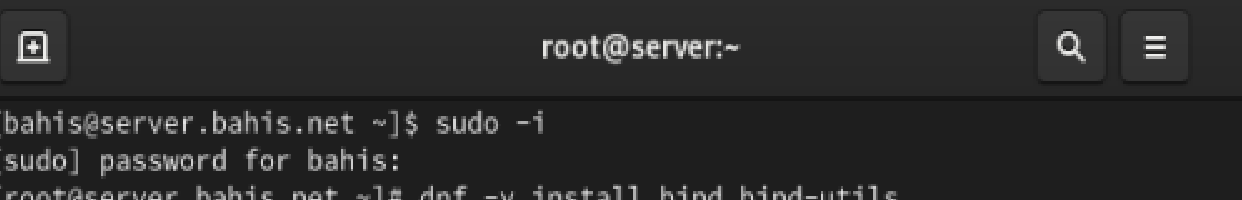 root@server:~
[bahis@server.bahis.net ~]$ sudo -i
[sudo] password for bahis:
[root@server.bahis.net ~]# dnf -y install bind bind-utils